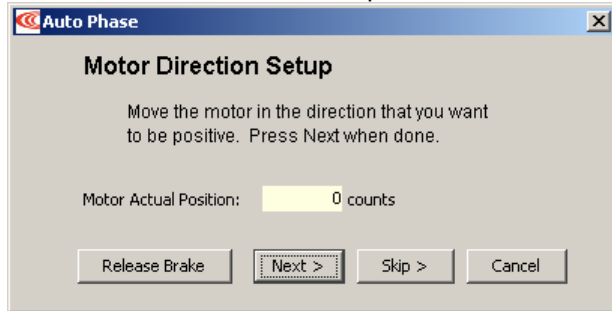 Auto Phase
Motor Direction Setup
Move the motor in the direction that you want
to be positive. Press Next when done.
Motor Actual Position: 0 counts
Release Brake Next > Skip > Cancel